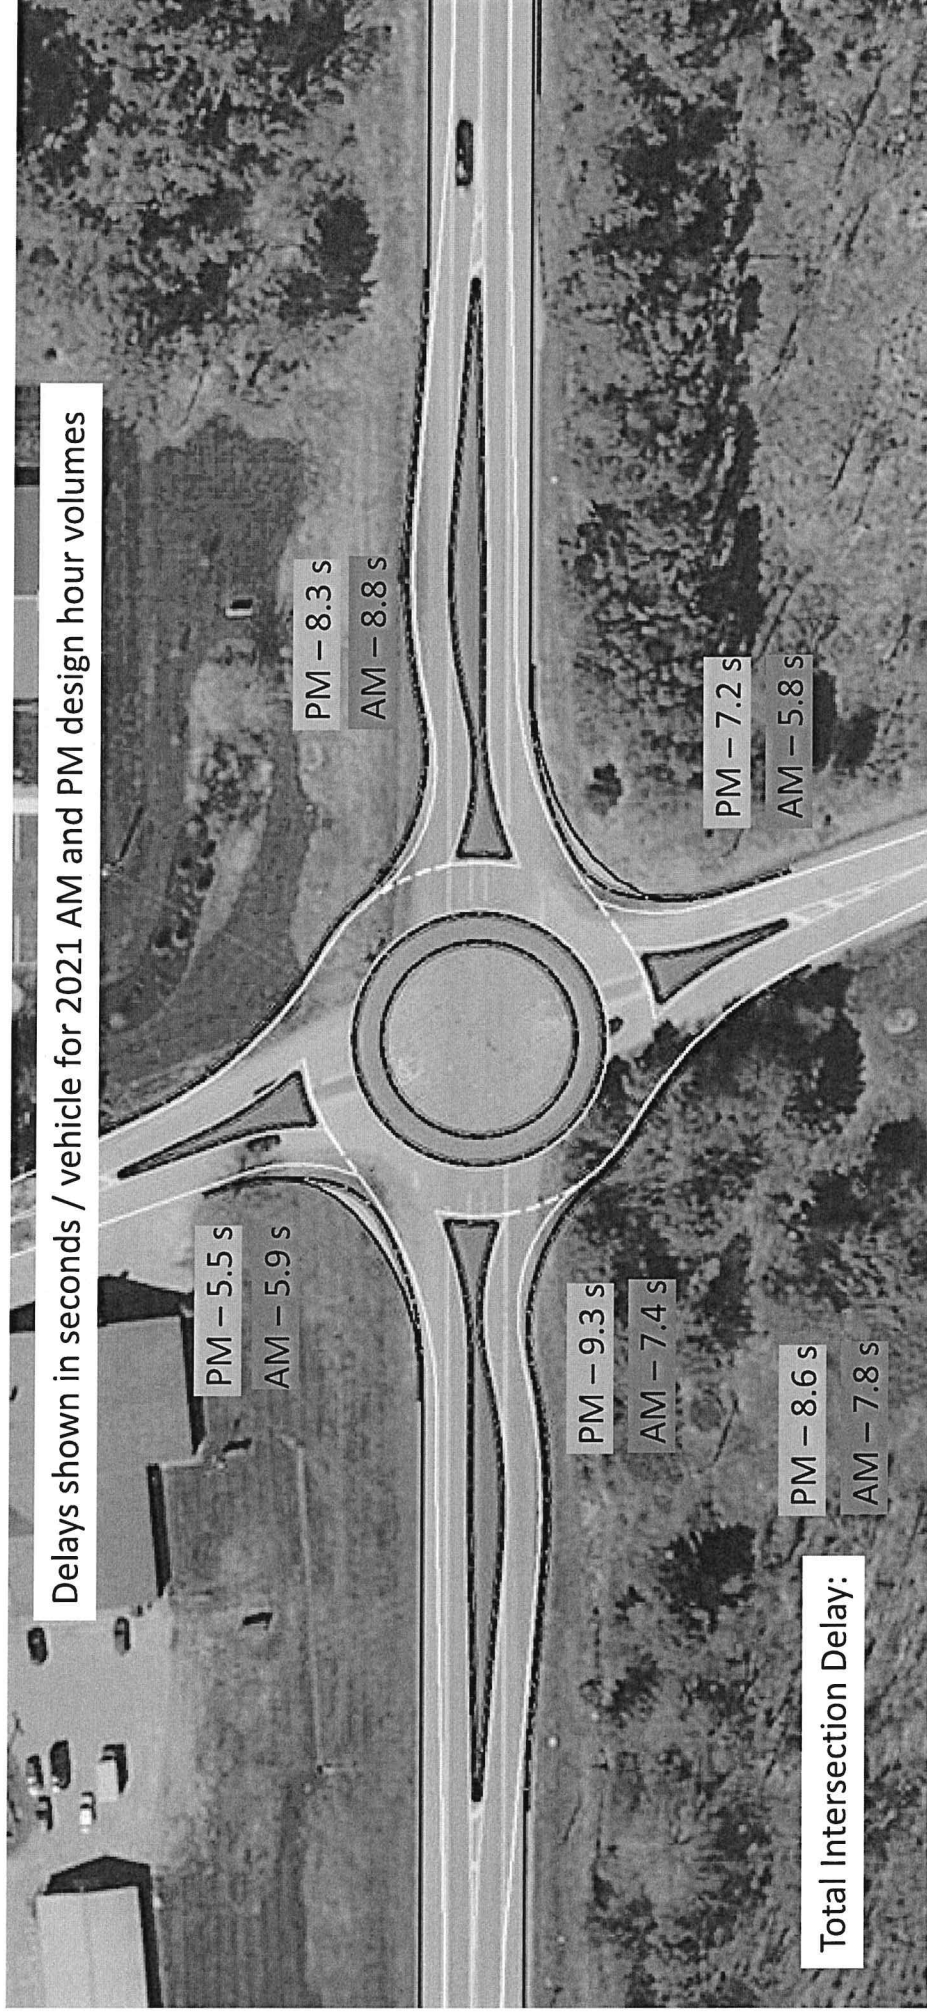 Delays shown in seconds / vehicle for 2021 AM and PM design hour volumes
PM – 5.5 s
AM – 5.9 s
PM – 8.3 s
AM – 8.8 s
PM – 9.3 s
AM – 7.4 s
PM – 7.2 s
AM – 5.8 s
Total Intersection Delay:
PM – 8.6 s
AM – 7.8 s